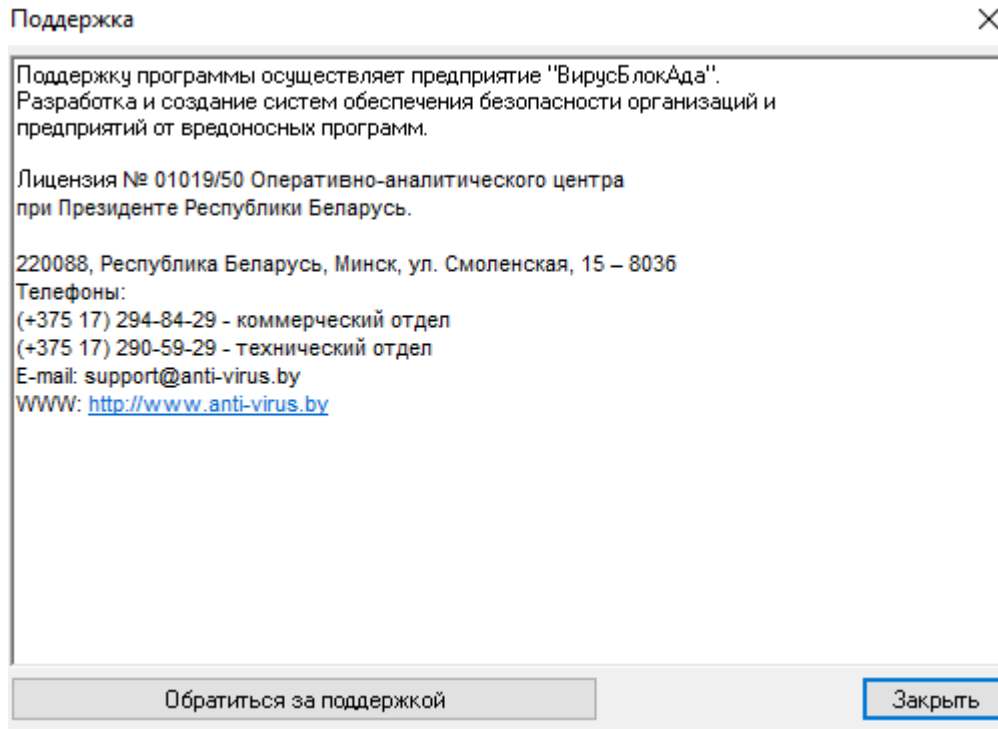 Поддержка
Поддержку программы осуществляет предприятие "ВирусБлокАда".
Разработка и создание систем обеспечения безопасности организаций и
предприятий от вредоносных программ.
Лицензия № 01019/50 Оперативно-аналитического центра
при Президенте Республики Беларусь.
220088, Республика Беларусь, Минск, ул. Смоленская, 15 – 803б
Телефоны:
(+375 17) 294-84-29 - коммерческий отдел
(+375 17) 290-59-29 - технический отдел
E-mail: support@anti-virus.by
WWW: http://www.anti-virus.by
Обратиться за поддержкой
Закрыть